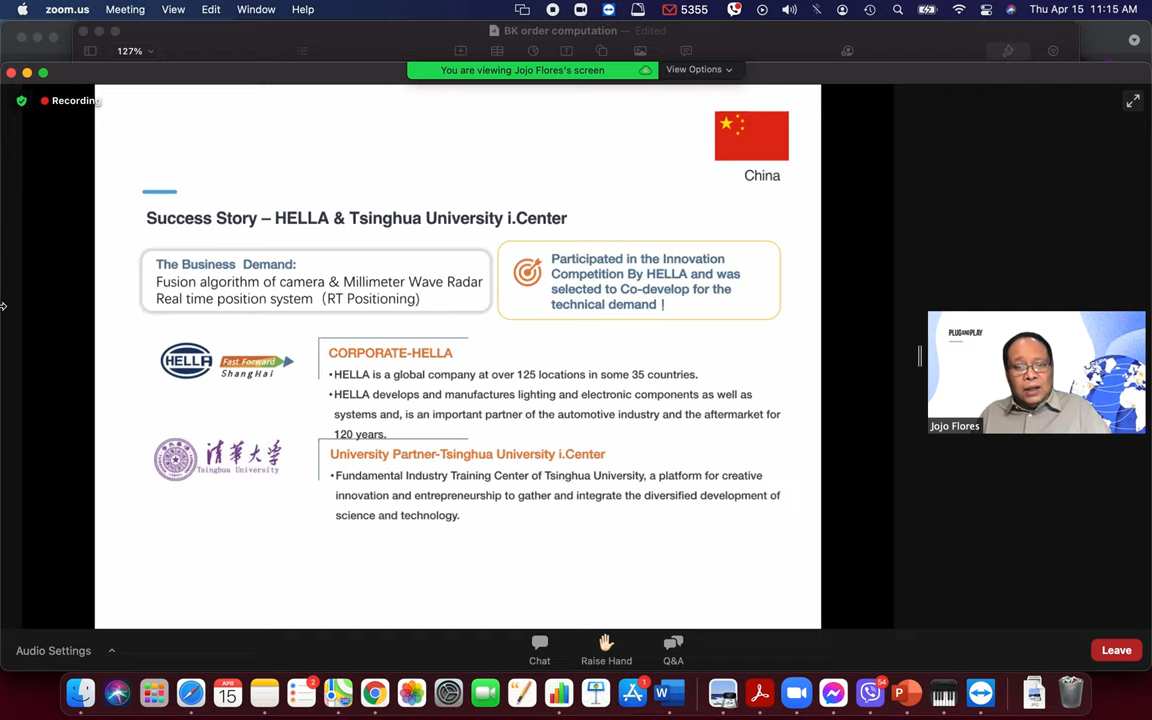 zoom.us Meeting View Edit Window Help 5355 Thu Apr 15 11:15 AM
BK order computation — Edited
127%
You are viewing Jojo Flores's screen View Options
Recording
China
Success Story – HELLA & Tsinghua University i.Center
The Business Demand:
Fusion algorithm of camera & Millimeter Wave Radar
Real time position system（RT Positioning)
Participated in the Innovation
Competition By HELLA and was
selected to Co-develop for the
technical demand！
HELLA
Fast Forward
ShangHai
CORPORATE-HELLA
•HELLA is a global company at over 125 locations in some 35 countries.
•HELLA develops and manufactures lighting and electronic components as well as
systems and, is an important partner of the automotive industry and the aftermarket for
120 years.
清华大学
Tsinghua University
University Partner-Tsinghua University i.Center
•Fundamental Industry Training Center of Tsinghua University, a platform for creative
innovation and entrepreneurship to gather and integrate the diversified development of
science and technology.
PLUGANDPLAY
Jojo Flores
Audio Settings
Chat
Raise Hand
Q&A
Leave
APR
15
2
1
54